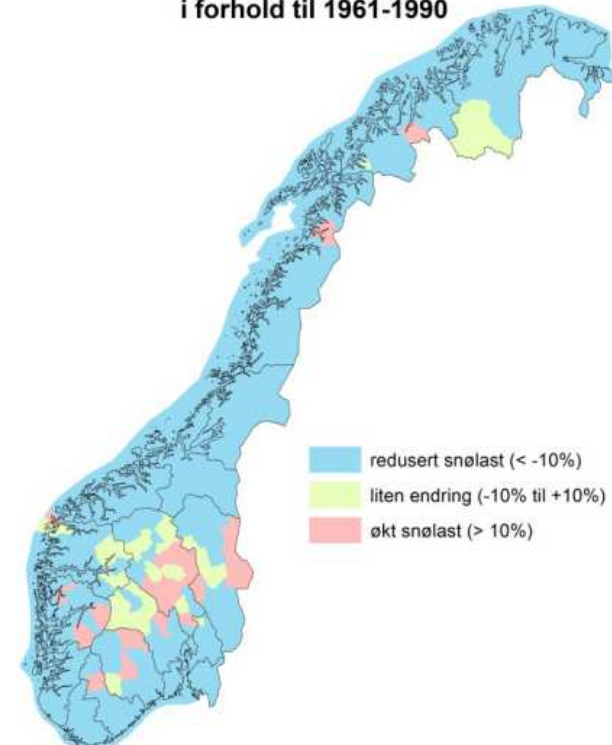 i forhold til 1961-1990
redusert snølast (< -10%)
liten endring (-10% til +10%)
økt snølast (> 10%)